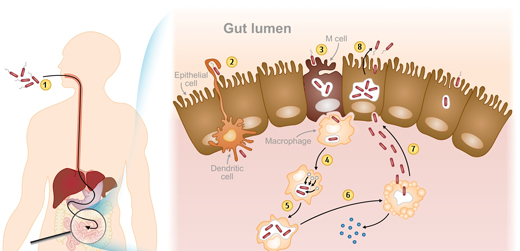 Gut lumen
1
2
3
M cell
8
Epithelial
cell
Macrophage
Dendritic
cell
4
7
5
6